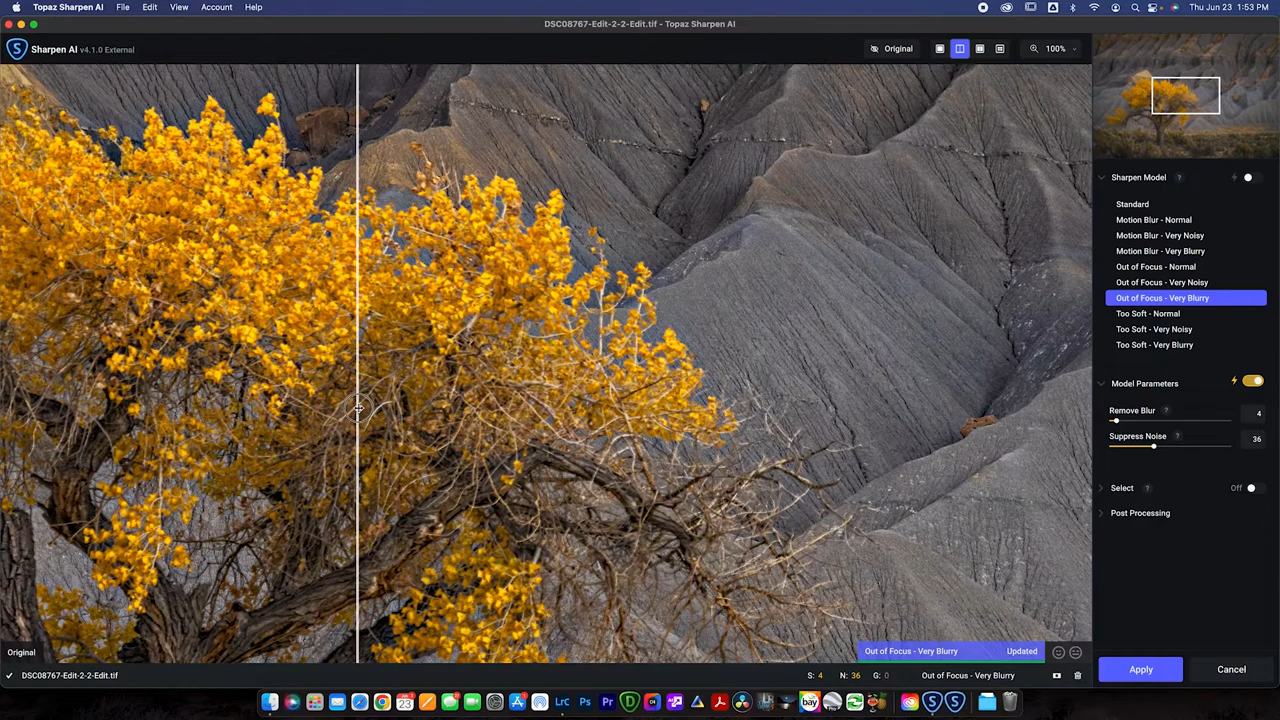 Topaz Sharpen AI File Edit View Account Help
Thu Jun 23 1:53 PM
DSC08767-Edit-2-2-Edit.tif - Topaz Sharpen AI
Sharpen AI v4.1.0 External
Original
100%
Sharpen Model ?
Standard
Motion Blur - Normal
Motion Blur - Very Noisy
Motion Blur - Very Blurry
Out of Focus - Normal
Out of Focus - Very Noisy
Out of Focus - Very Blurry
Too Soft - Normal
Too Soft - Very Noisy
Too Soft - Very Blurry
Model Parameters
Remove Blur ? 4
Suppress Noise ? 36
Select ? Off
Post Processing
Original
Out of Focus - Very Blurry Updated
Apply Cancel
DSC08767-Edit-2-2-Edit.tif
S: 4 N: 36 G: 0 Out of Focus - Very Blurry
23 LrC Ps Pr D bay